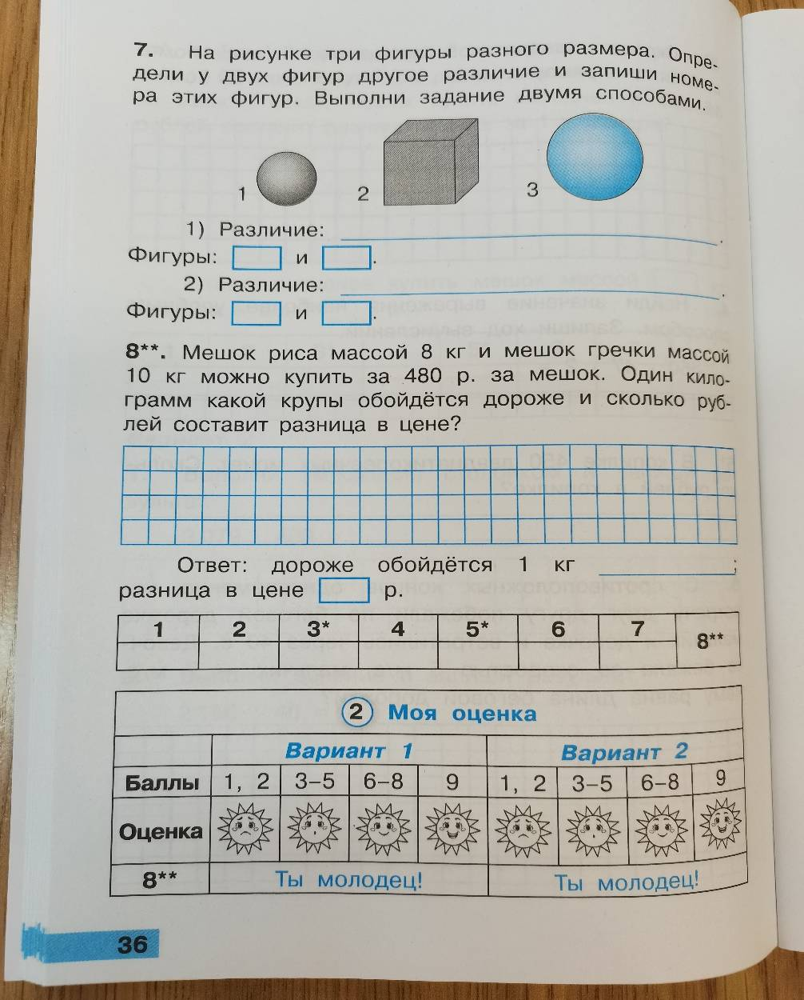 7. На рисунке три фигуры разного размера. Опре-
дели у двух фигур другое различие и запиши номе-
ра этих фигур. Выполни задание двумя способами.
1 2 3
1) Различие: .
Фигуры: и .
2) Различие: .
Фигуры: и .
8**. Мешок риса массой 8 кг и мешок гречки массой
10 кг можно купить за 480 р. за мешок. Один кило-
грамм какой крупы обойдётся дороже и сколько руб-
лей составит разница в цене?
Ответ: дороже обойдётся 1 кг ;
разница в цене р.
1 2 3* 4 5* 6 7 8**
2 Моя оценка
Вариант 1 Вариант 2
Баллы 1, 2 3–5 6–8 9 1, 2 3–5 6–8 9
Оценка
8** Ты молодец! Ты молодец!
36